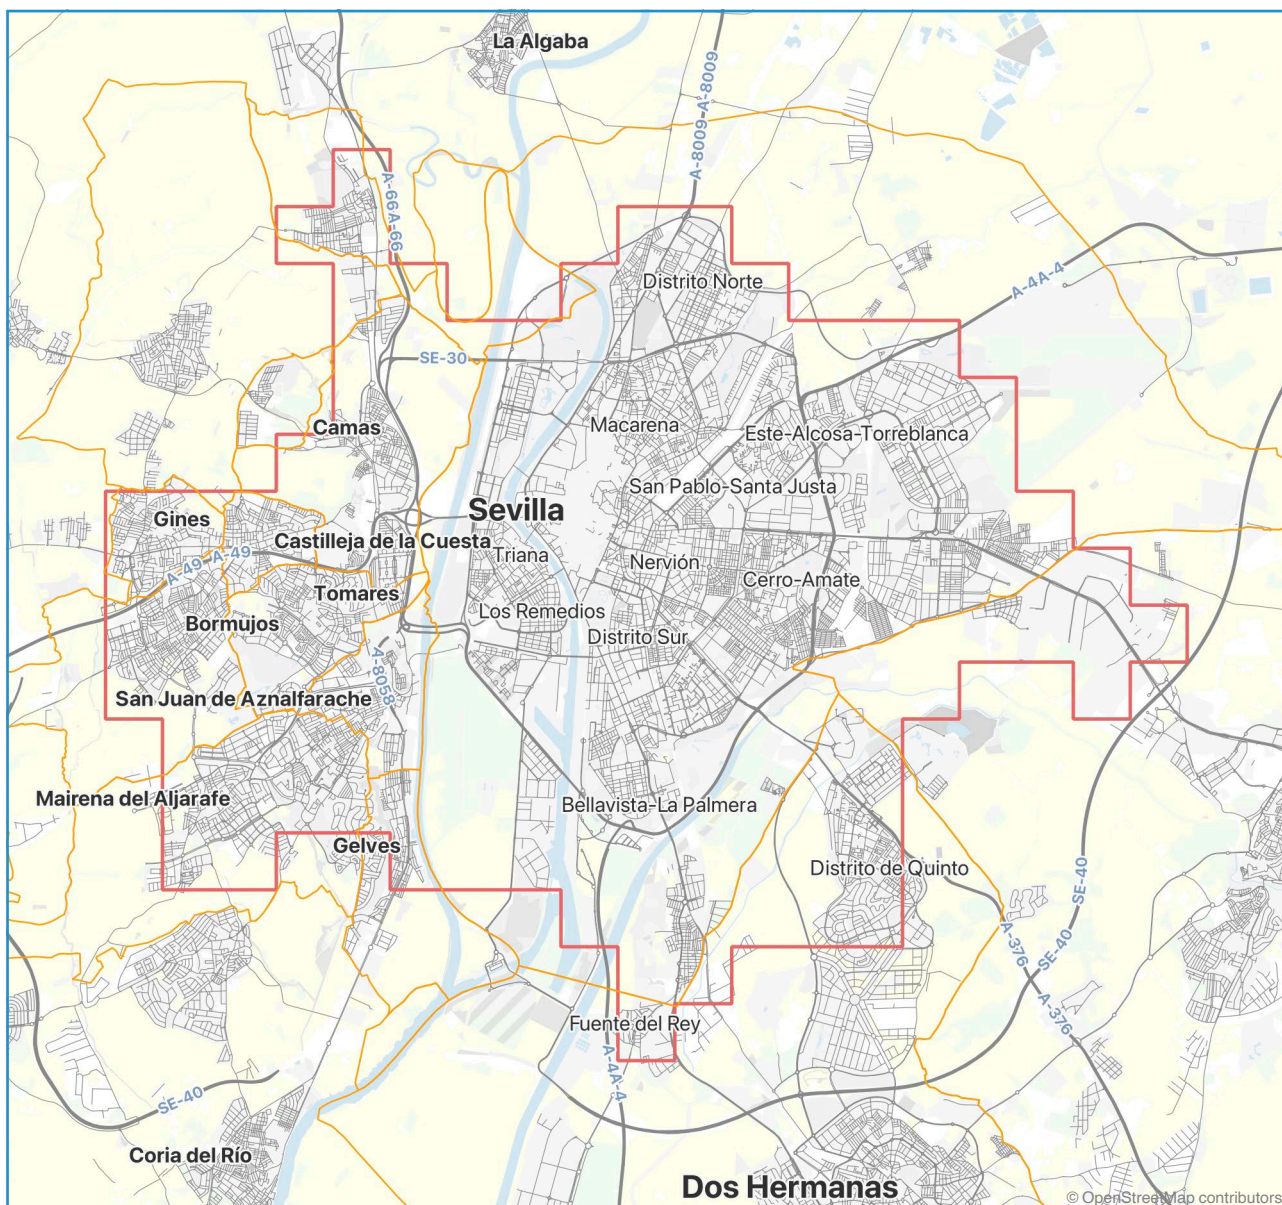 La Algaba
A-8009-A-8009
A-66A-66
Distrito Norte
A-4A-4
SE-30
Camas
Macarena
Este-Alcosa-Torreblanca
San Pablo-Santa Justa
Gines
Sevilla
Castilleja de la Cuesta
Triana
A-49 A-49
Nervión
Cerro-Amate
Tomares
Los Remedios
Bormujos
Distrito Sur
A-8058
San Juan de Aznalfarache
Mairena del Aljarafe
Bellavista-La Palmera
Gelves
Distrito de Quinto
SE-40
SE-40
A-376
A-376
Fuente del Rey
A-4A-4
SE-40
Coria del Río
Dos Hermanas
© OpenStreetMap contributors